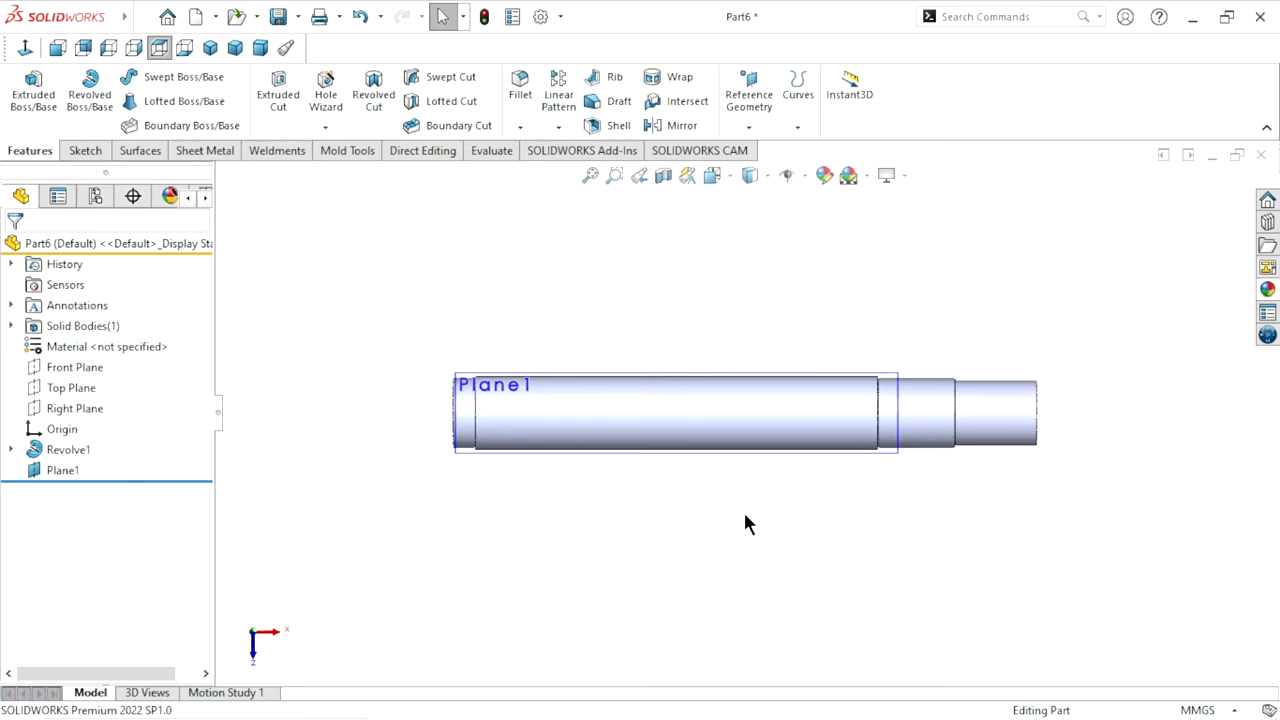 SOLIDWORKS
Part6 *
Search Commands
Extruded Boss/Base
Revolved Boss/Base
Swept Boss/Base
Lofted Boss/Base
Boundary Boss/Base
Extruded Cut
Hole Wizard
Revolved Cut
Swept Cut
Lofted Cut
Boundary Cut
Fillet
Linear Pattern
Rib
Draft
Shell
Wrap
Intersect
Mirror
Reference Geometry
Curves
Instant3D
Features
Sketch
Surfaces
Sheet Metal
Weldments
Mold Tools
Direct Editing
Evaluate
SOLIDWORKS Add-Ins
SOLIDWORKS CAM
Part6 (Default) <<Default>_Display Sta
History
Sensors
Annotations
Solid Bodies(1)
Material <not specified>
Front Plane
Top Plane
Right Plane
Origin
Revolve1
Plane1
Plane1
X
Z
Model
3D Views
Motion Study 1
SOLIDWORKS Premium 2022 SP1.0
Editing Part
MMGS